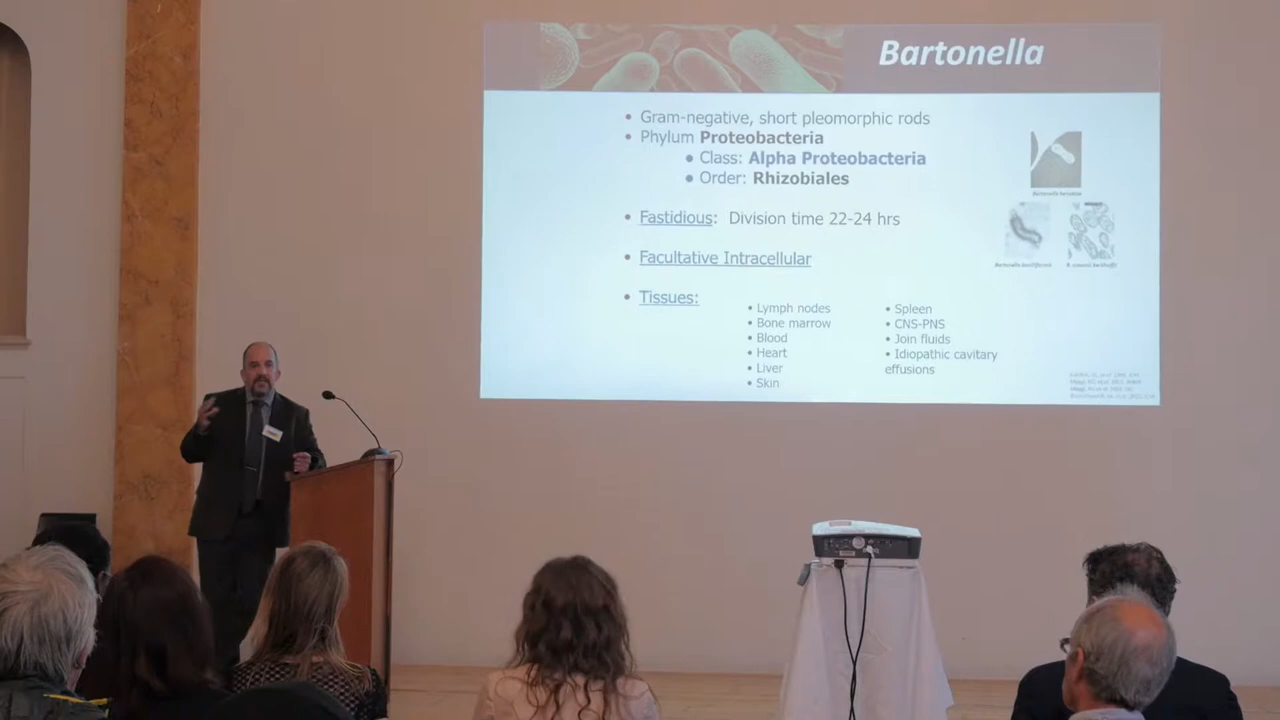 Bartonella
• Gram-negative, short pleomorphic rods
• Phylum Proteobacteria
• Class: Alpha Proteobacteria
• Order: Rhizobiales
• Fastidious: Division time 22-24 hrs
• Facultative Intracellular
• Tissues:
• Lymph nodes
• Bone marrow
• Blood
• Heart
• Liver
• Skin
• Spleen
• CNS-PNS
• Join fluids
• Idiopathic cavitary
effusions